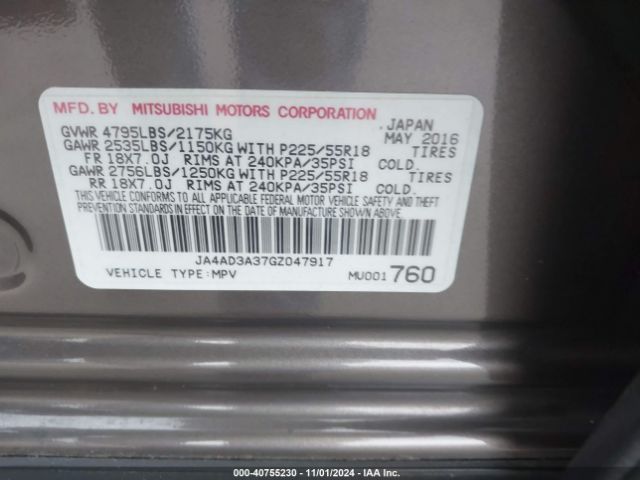 MFD. BY MITSUBISHI MOTORS CORPORATION JAPAN
GVWR 4795LBS/2175KG MAY 2016
GAWR 2535LBS/1150KG WITH P225/55R18 TIRES
FR 18X7.0J RIMS AT 240KPA/35PSI COLD.
GAWR 2756LBS/1250KG WITH P225/55R18 TIRES
RR 18X7.0J RIMS AT 240KPA/35PSI COLD.
THIS VEHICLE CONFORMS TO ALL APPLICABLE FEDERAL MOTOR VEHICLE SAFETY AND THEFT
PREVENTION STANDARDS IN EFFECT ON THE DATE OF MANUFACTURE SHOWN ABOVE.
JA4AD3A37GZ047917
VEHICLE TYPE:MPV MU001760
000-40755230 - 11/01/2024 - IAA Inc.